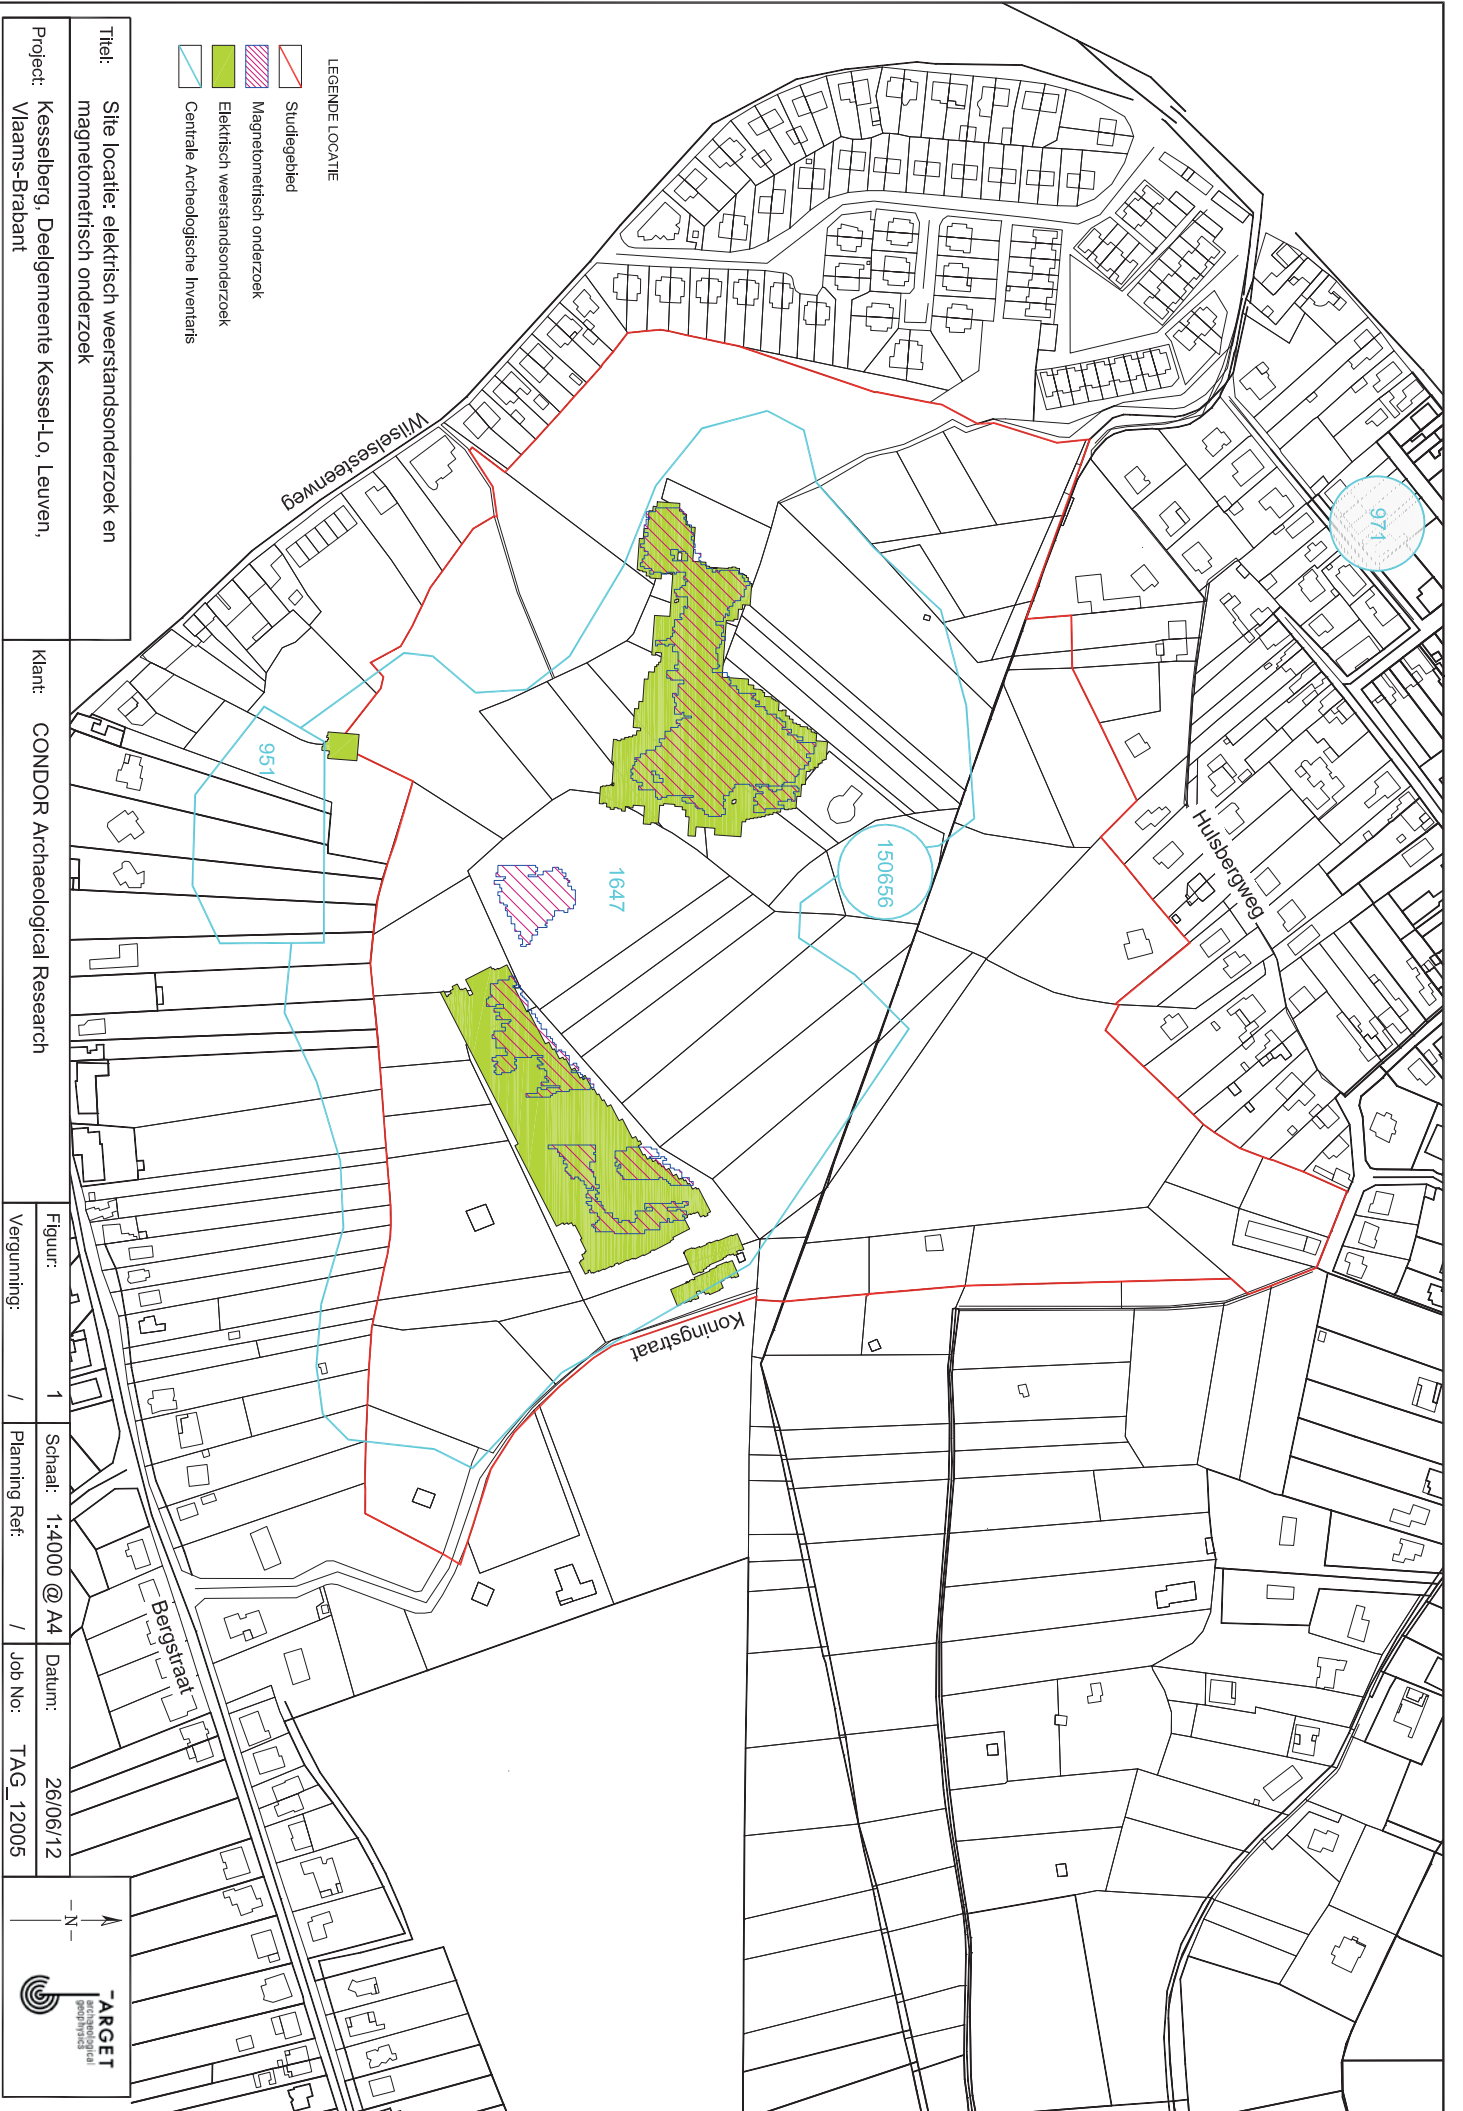 LEGENDE LOCATIE
Studiegebied
Magnetometrisch onderzoek
Elektrisch weerstandsonderzoek
Centrale Archeologische Inventaris
971
Hulsbergweg
150656
1647
951
Wilselsesteenweg
Koningstraat
Bergstraat
Titel: Site locatie: elektrisch weerstandsonderzoek en
magnetometrisch onderzoek
Project: Kesselberg, Deelgemeente Kessel-Lo, Leuven,
Vlaams-Brabant
Klant: CONDOR Archaeological Research
Figuur: 1
Vergunning: /
Schaal: 1:4000 @ A4
Planning Ref: /
Datum: 26/06/12
Job No: TAG_12005
N
TARGET
archaeological
geophysics